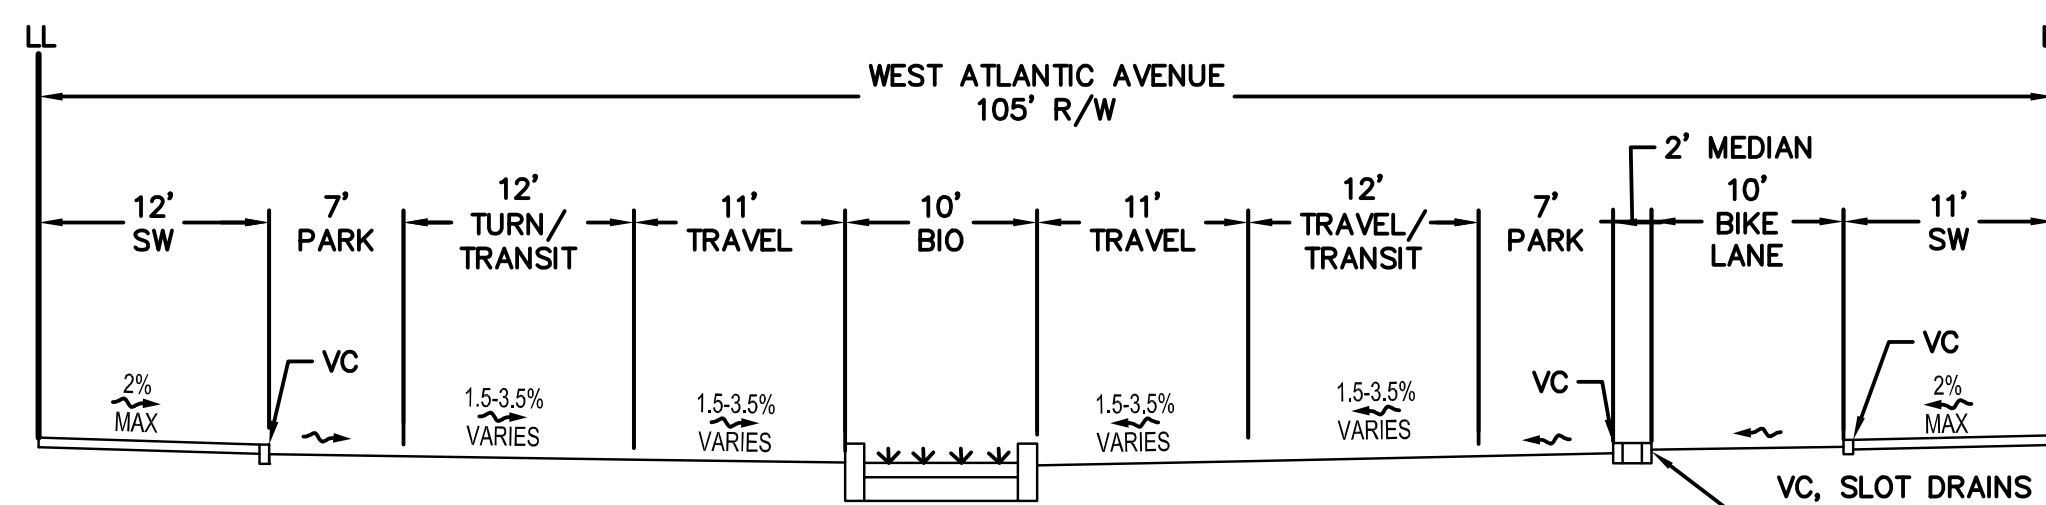 LL
WEST ATLANTIC AVENUE
105' R/W
2' MEDIAN
12'
SW
7'
PARK
12'
TURN/
TRANSIT
11'
TRAVEL
10'
BIO
11'
TRAVEL
12'
TRAVEL/
TRANSIT
7'
PARK
10'
BIKE
LANE
11'
SW
2%
MAX
VC
1.5-3.5%
VARIES
1.5-3.5%
VARIES
1.5-3.5%
VARIES
1.5-3.5%
VARIES
VC
VC
2%
MAX
VC, SLOT DRAINS